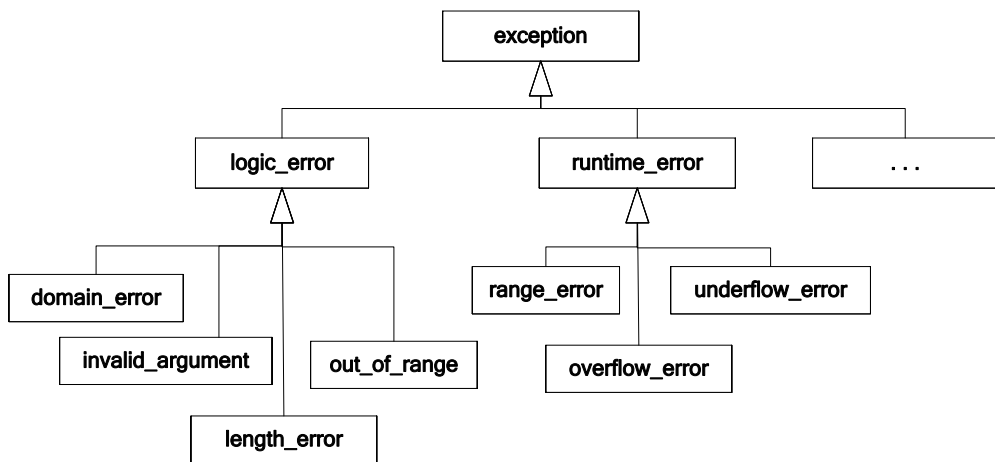 exception
logic_error
runtime_error
. . .
domain_error
range_error
underflow_error
invalid_argument
out_of_range
overflow_error
length_error